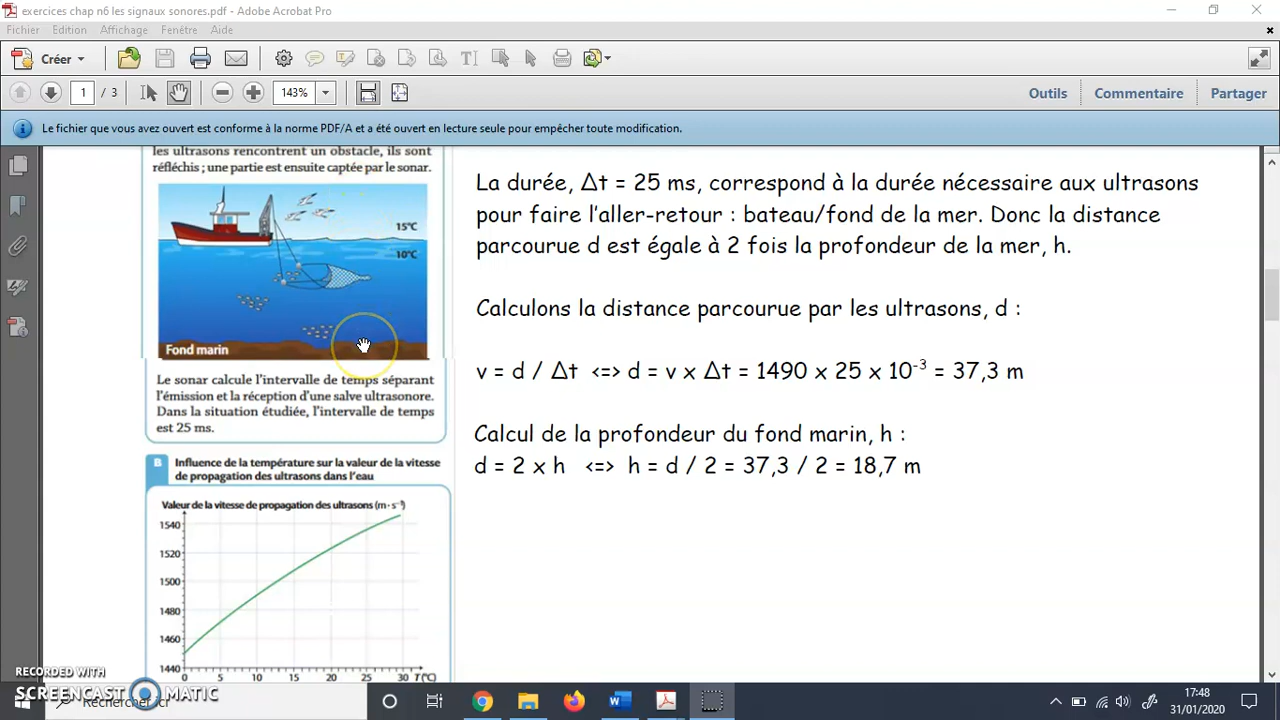 exercices chap n6 les signaux sonores.pdf - Adobe Acrobat Pro
Fichier Edition Affichage Fenêtre Aide
Créer 1 / 3 143% Outils Commentaire Partager
Le fichier que vous avez ouvert est conforme à la norme PDF/A et a été ouvert en lecture seule pour empêcher toute modification.
les ultrasons rencontrent un obstacle, ils sont
réfléchis ; une partie est ensuite captée par le sonar.
15°C
10°C
Fond marin
Le sonar calcule l'intervalle de temps séparant
l'émission et la réception d'une salve ultrasonore.
Dans la situation étudiée, l'intervalle de temps
est 25 ms.
B Influence de la température sur la valeur de la vitesse
de propagation des ultrasons dans l'eau
Valeur de la vitesse de propagation des ultrasons (m·s⁻¹)
1540
1520
1500
1480
1460
1440
0 5 10 15 20 25 30 T (°C)
La durée, Δt = 25 ms, correspond à la durée nécessaire aux ultrasons
pour faire l'aller-retour : bateau/fond de la mer. Donc la distance
parcourue d est égale à 2 fois la profondeur de la mer, h.
Calculons la distance parcourue par les ultrasons, d :
v = d / Δt <=> d = v x Δt = 1490 x 25 x 10⁻³ = 37,3 m
Calcul de la profondeur du fond marin, h :
d = 2 x h <=> h = d / 2 = 37,3 / 2 = 18,7 m
RECORDED WITH
SCREENCAST MATIC
Rechercher ici
17:48
31/01/2020